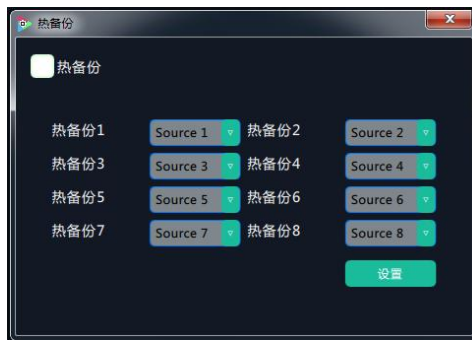 热备份
热备份
热备份1 Source 1 热备份2 Source 2
热备份3 Source 3 热备份4 Source 4
热备份5 Source 5 热备份6 Source 6
热备份7 Source 7 热备份8 Source 8
设置